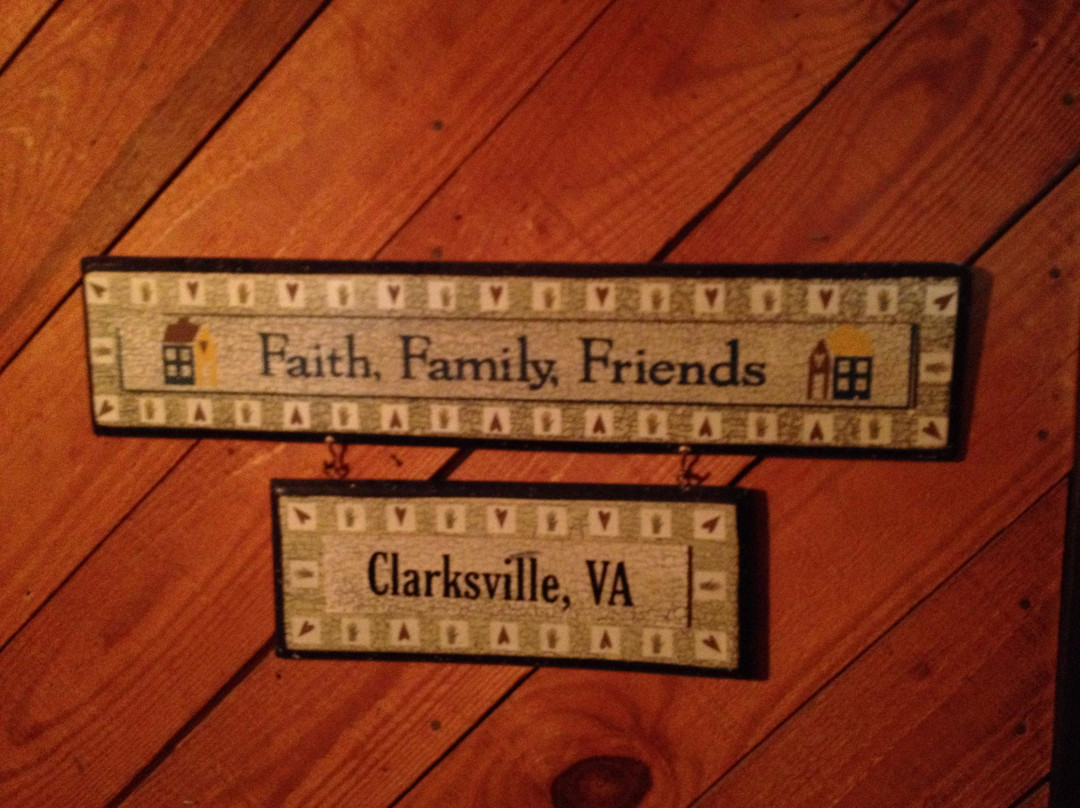 Faith, Family, Friends
Clarksville, VA